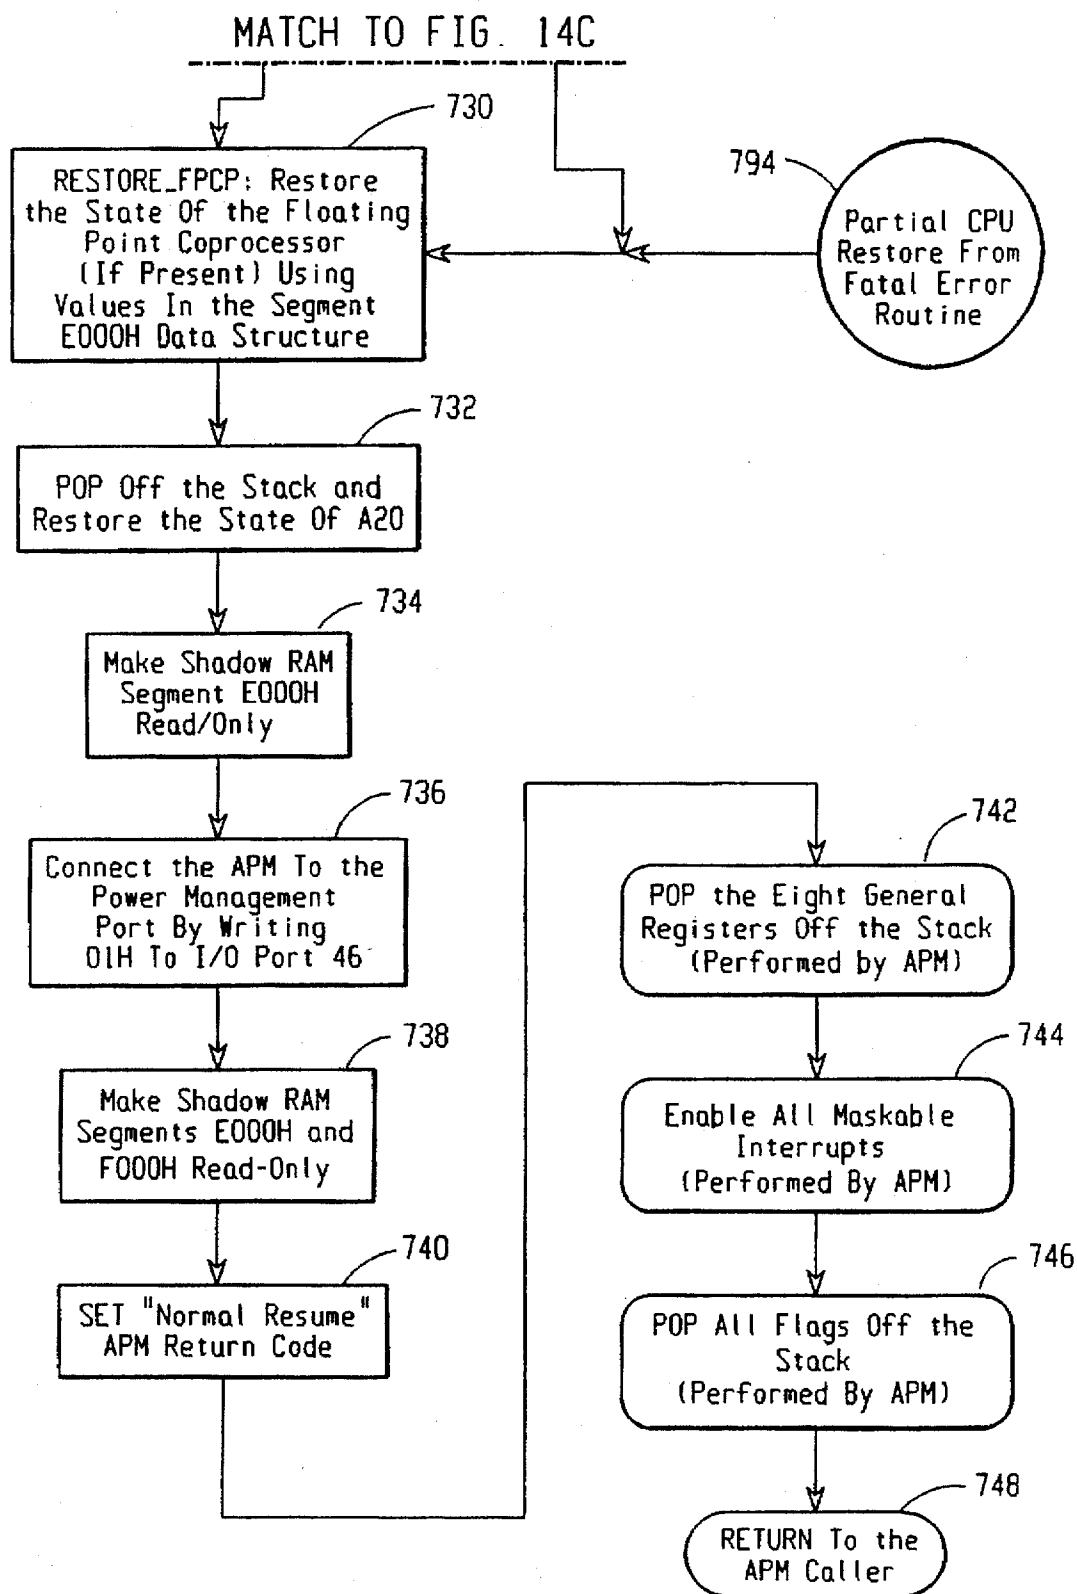 MATCH TO FIG. 14C
730
RESTORE_FPCP: Restore
the State Of the Floating
Point Coprocessor
(If Present) Using
Values In the Segment
E000H Data Structure
794
Partial CPU
Restore From
Fatal Error
Routine
732
POP Off the Stack and
Restore the State Of A20
734
Make Shadow RAM
Segment E000H
Read/Only
736
Connect the APM To the
Power Management
Port By Writing
01H To I/O Port 46
738
Make Shadow RAM
Segments E000H and
F000H Read-Only
740
SET "Normal Resume"
APM Return Code
742
POP the Eight General
Registers Off the Stack
(Performed by APM)
744
Enable All Maskable
Interrupts
(Performed By APM)
746
POP All Flags Off the
Stack
(Performed By APM)
748
RETURN To the
APM Caller